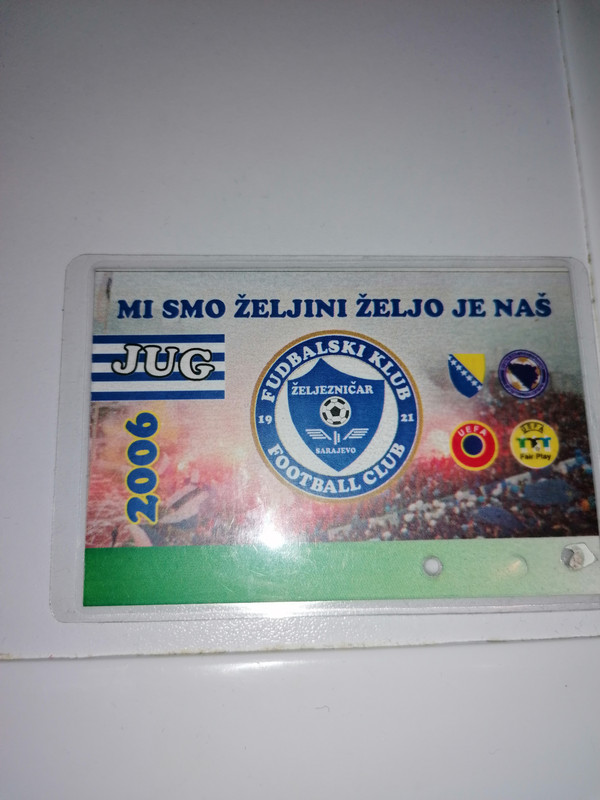 MI SMO ŽELJINI ŽELJO JE NAŠ
JUG
2006
FUDBALSKI KLUB
ŽELJEZNIČAR
19 21
SARAJEVO
FOOTBALL CLUB
UEFA
UEFA
Fair Play